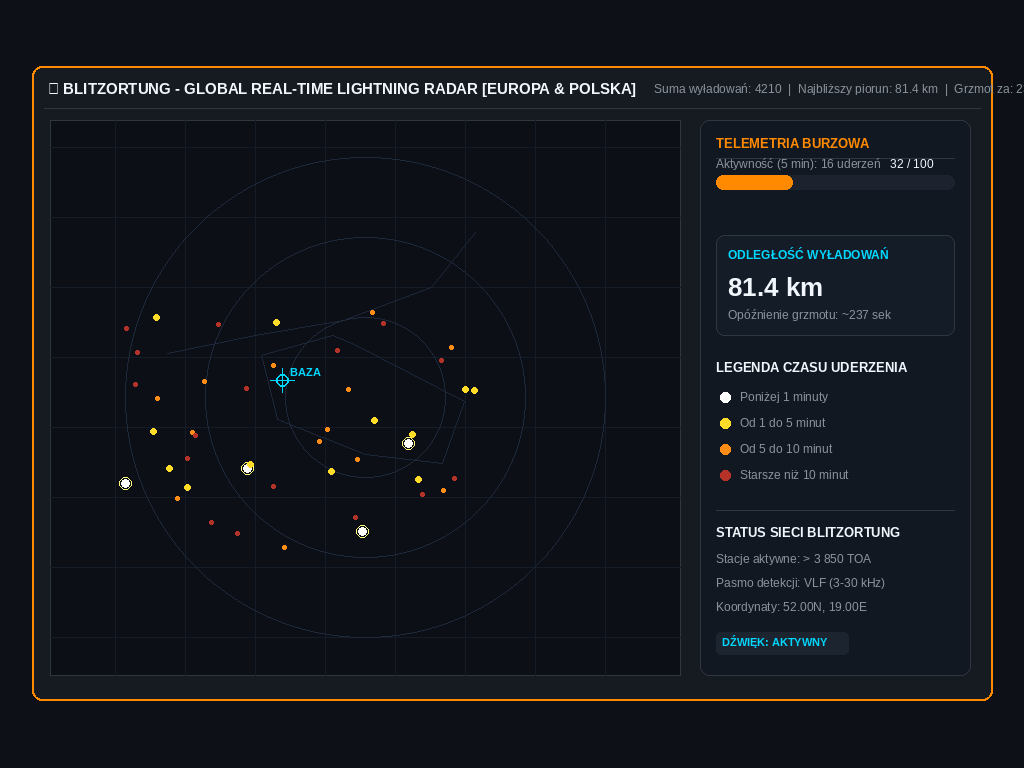 BLITZORTUNG - GLOBAL REAL-TIME LIGHTNING RADAR [EUROPA & POLSKA]
Suma wyładowań: 4210 | Najbliższy piorun: 81.4 km | Grzmot za: 2
BAZA
TELEMETRIA BURZOWA
Aktywność (5 min): 16 uderzeń 32 / 100
ODLEGŁOŚĆ WYŁADOWAŃ
81.4 km
Opóźnienie grzmotu: ~237 sek
LEGENDA CZASU UDERZENIA
Poniżej 1 minuty
Od 1 do 5 minut
Od 5 do 10 minut
Starsze niż 10 minut
STATUS SIECI BLITZORTUNG
Stacje aktywne: > 3 850 TOA
Pasmo detekcji: VLF (3-30 kHz)
Koordynaty: 52.00N, 19.00E
DŹWIĘK: AKTYWNY